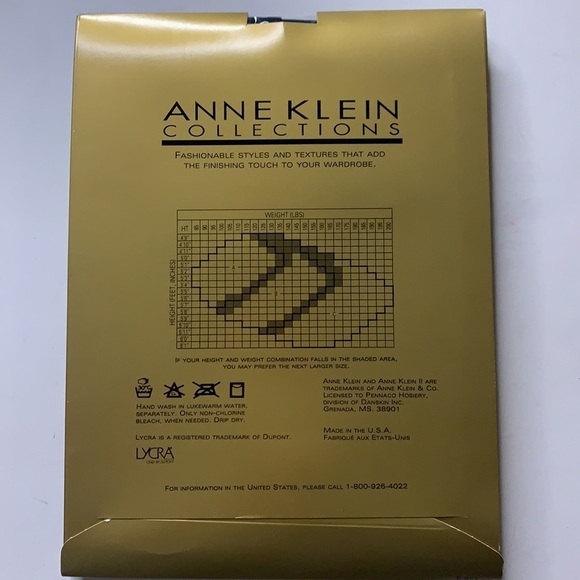 ANNE KLEIN
COLLECTIONS
FASHIONABLE STYLES AND TEXTURES THAT ADD
THE FINISHING TOUCH TO YOUR WARDROBE.
WEIGHT (LBS)
HT
HEIGHT (FEET, INCHES)
IF YOUR HEIGHT AND WEIGHT COMBINATION FALLS IN THE SHADED AREA,
YOU MAY PREFER THE NEXT LARGER SIZE.
HAND WASH IN LUKEWARM WATER,
SEPARATELY. ONLY NON-CHLORINE
BLEACH, WHEN NEEDED. DRIP DRY.
LYCRA IS A REGISTERED TRADEMARK OF DUPONT.
LYCRA
ANNE KLEIN AND ANNE KLEIN II ARE
TRADEMARKS OF ANNE KLEIN & CO.
LICENSED TO PENNACO HOSIERY,
DIVISION OF DANSKIN INC.
GRENADA, MS. 38901
MADE IN THE U.S.A.
FABRIQUÉ AUX ETATS-UNIS
FOR INFORMATION IN THE UNITED STATES, PLEASE CALL 1-800-926-4022